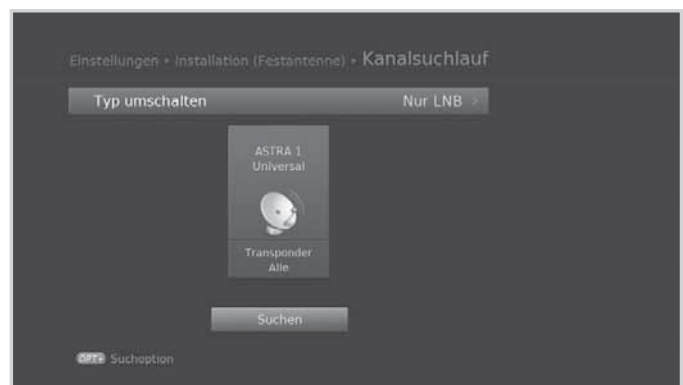 Einstellungen • Installation (Festantenne) • Kanalsuchlauf
Typ umschalten Nur LNB >
ASTRA 1
Universal
Transponder
Alle
Suchen
OPT+ Suchoption